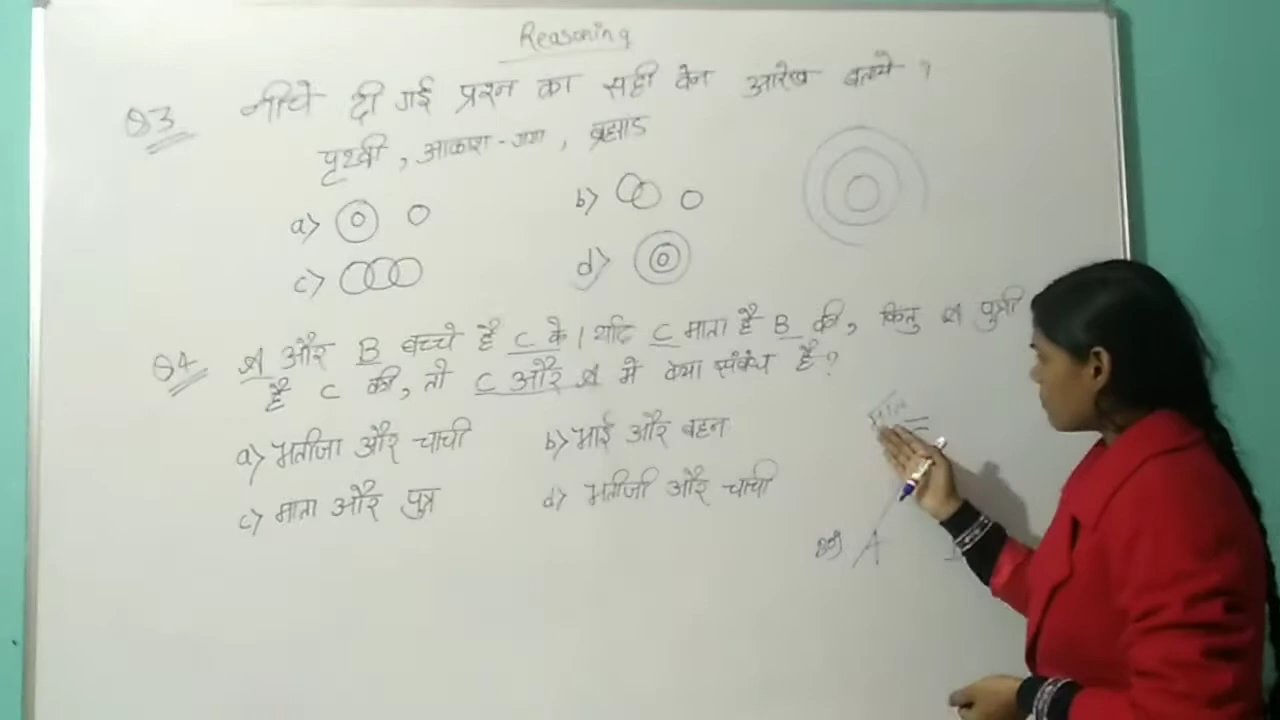 Reasoning
Q3 नीचे दी गई प्रश्न का सही वेन आरेख बताये ?
पृथ्वी , आकाश-गंगा , ब्रह्मांड
a>
b>
c>
d>
Q4 A और B बच्चे है C के। यदि C माता है B की, किंतु A पुत्री
है C की, तो C और A मे क्या संबंध है?
a> भतीजा और चाची
b> भाई और बहन
c> माता और पुत्र
d> भतीजी और चाची
A